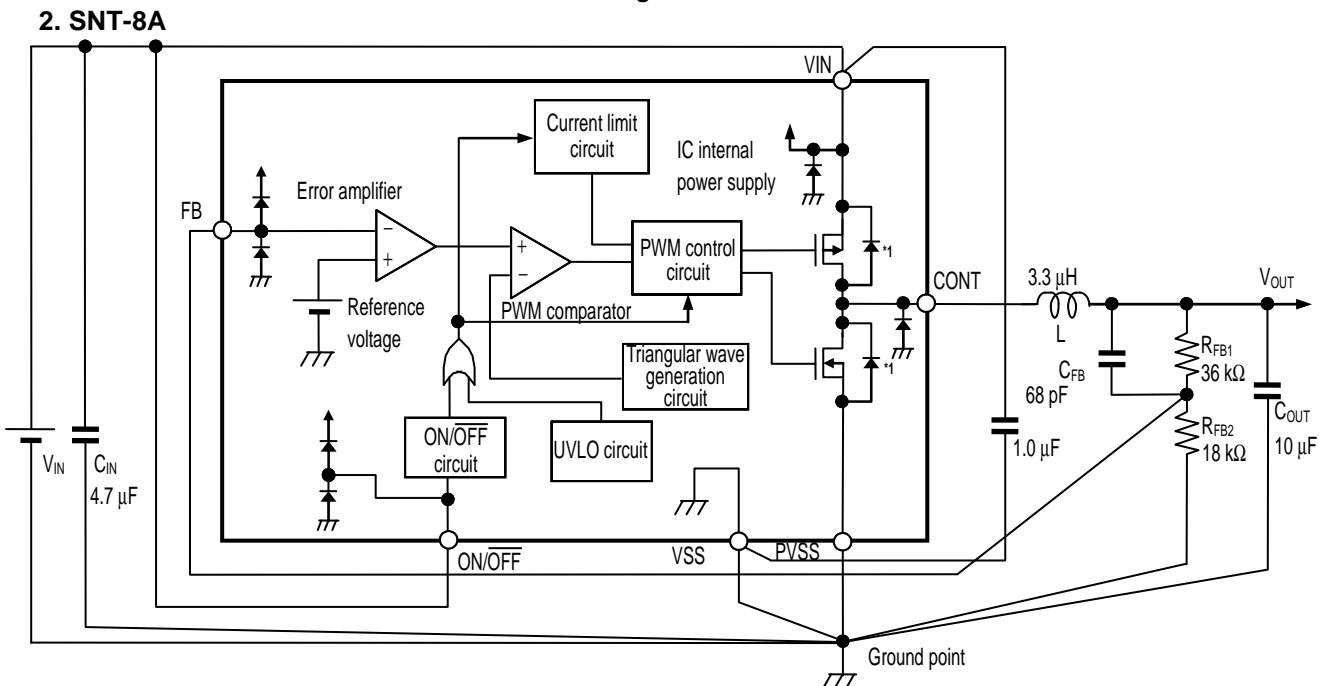 2. SNT-8A
VIN
Current limit
circuit
IC internal
power supply
Error amplifier
FB
−
+
+
−
PWM control
circuit
*1
CONT
3.3 μH
L
VOUT
Reference
voltage
PWM comparator
Triangular wave
generation
circuit
*1
CFB
68 pF
RFB1
36 kΩ
COUT
10 μF
RFB2
18 kΩ
1.0 μF
VIN
CIN
4.7 μF
ON/O̅F̅F̅
circuit
UVLO circuit
ON/O̅F̅F̅
VSS
PVSS
Ground point